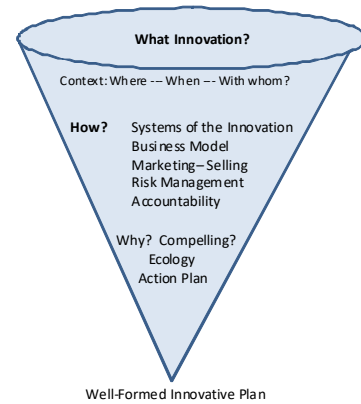 What Innovation?
Context: Where --- When --- With whom?
How? Systems of the Innovation
Business Model
Marketing – Selling
Risk Management
Accountability
Why? Compelling?
Ecology
Action Plan
Well-Formed Innovative Plan